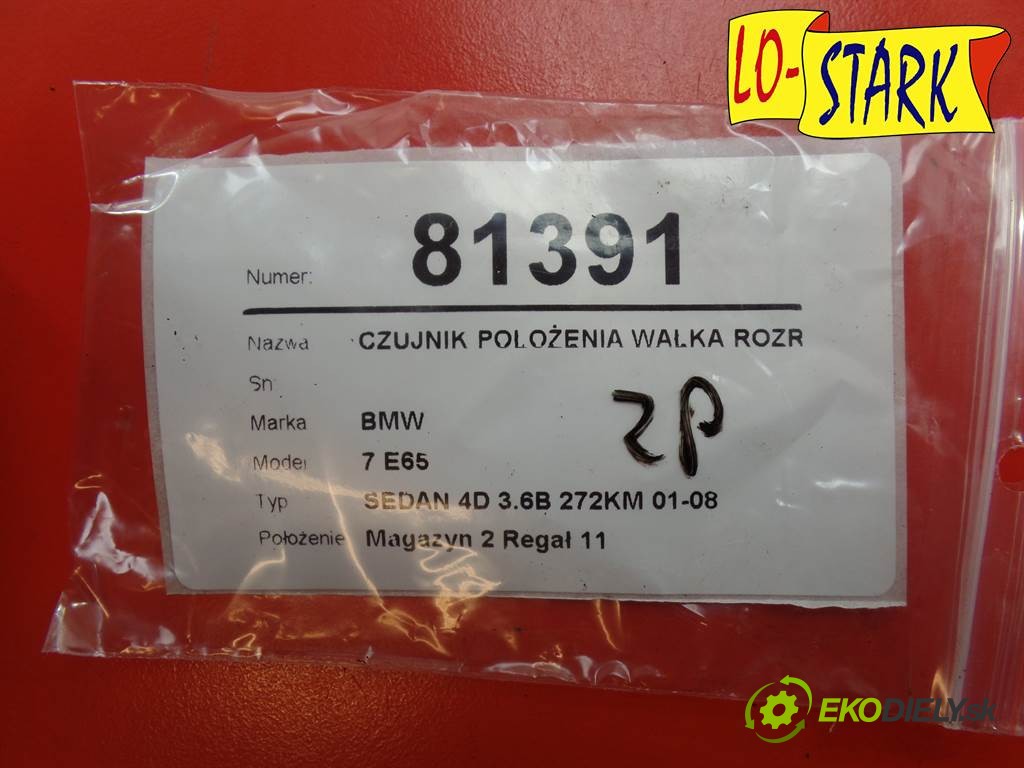 LO-STARK
Numer: 81391
Nazwa CZUJNIK POLOŻENIA WALKA ROZR
Sn
Marka BMW
Model 7 E65
ZP
Typ SEDAN 4D 3.6B 272KM 01-08
Położenie Magazyn 2 Regał 11
EKODIELY.sk